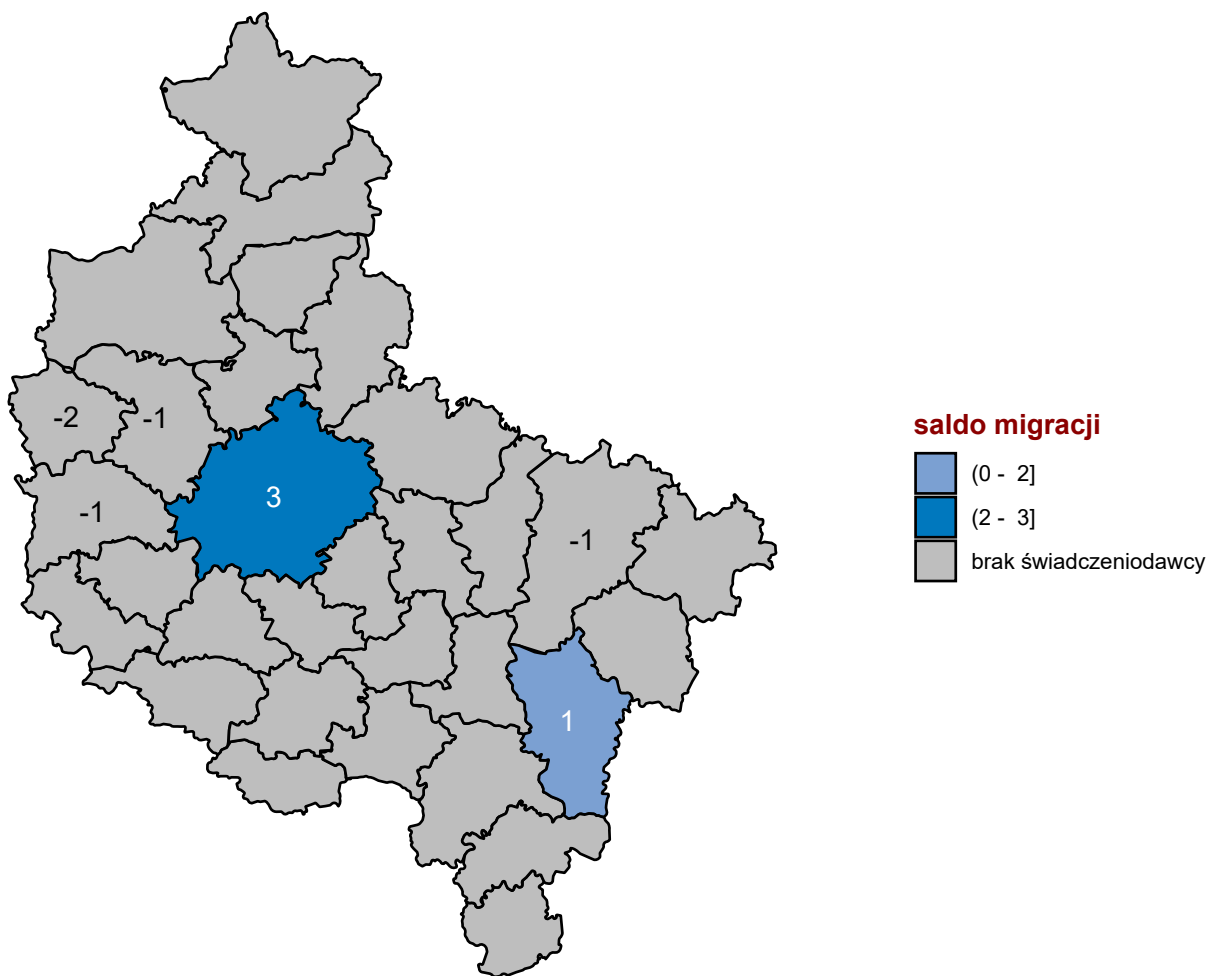 -2
-1
3
-1
-1
1
saldo migracji
(0 - 2]
(2 - 3]
brak świadczeniodawcy